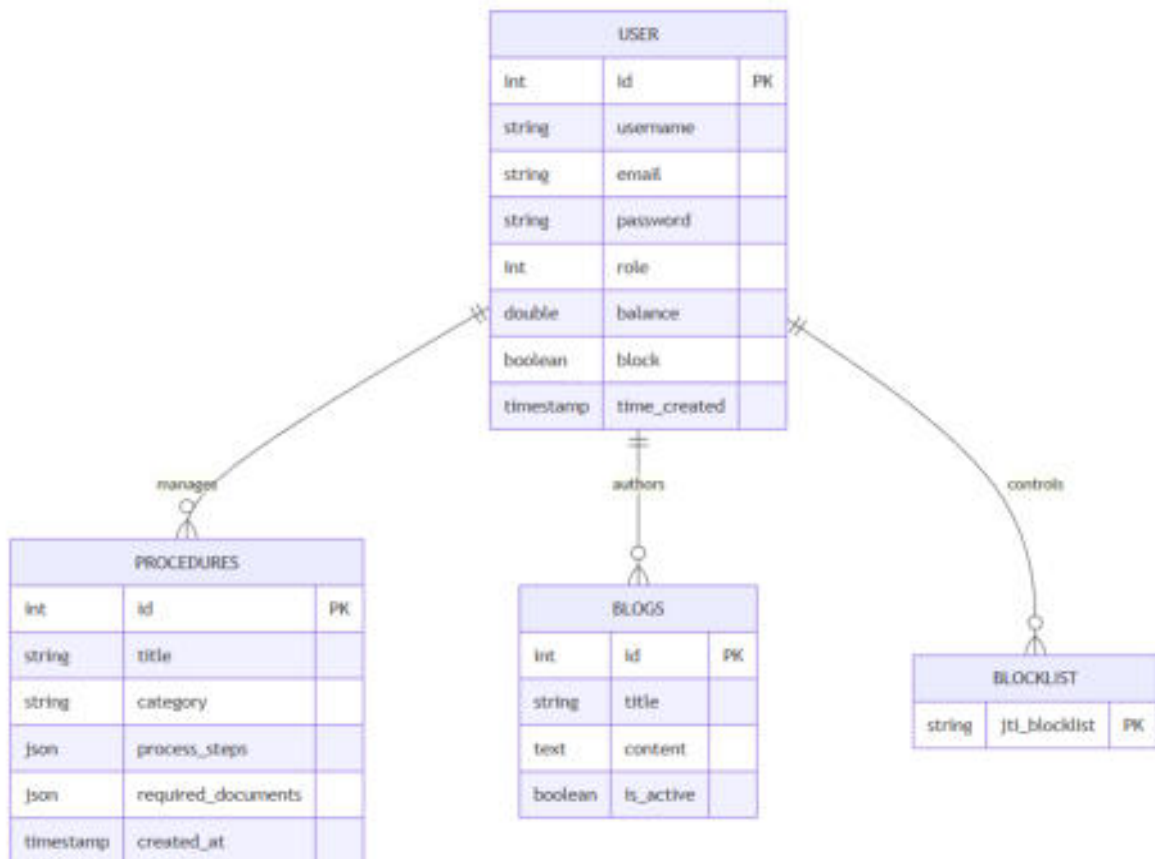 USER
int id PK
string username
string email
string password
int role
double balance
boolean block
timestamp time_created
manages
authors
controls
PROCEDURES
int id PK
string title
string category
json process_steps
json required_documents
timestamp created_at
BLOGS
int id PK
string title
text content
boolean is_active
BLOCKLIST
string jti_blocklist PK